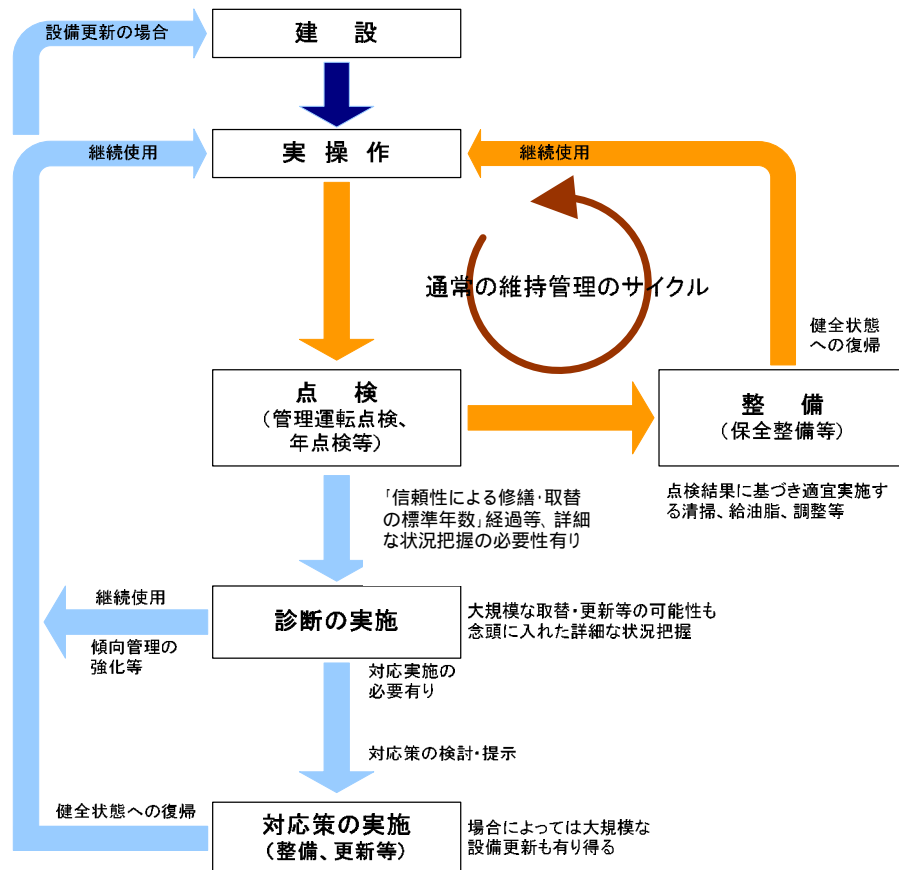 設備更新の場合
建　設
継続使用
実 操 作
継続使用
通常の維持管理のサイクル
健全状態
への復帰
点　検
(管理運転点検、
年点検等)
整　備
(保全整備等)
点検結果に基づき適宜実施す
る清掃、給油脂、調整等
「信頼性による修繕・取替
の標準年数」経過等、詳細
な状況把握の必要性有り
継続使用
傾向管理の
強化等
診断の実施
大規模な取替・更新等の可能性も
念頭に入れた詳細な状況把握
対応実施の
必要有り
対応策の検討・提示
健全状態への復帰
対応策の実施
(整備、更新等)
場合によっては大規模な
設備更新も有り得る